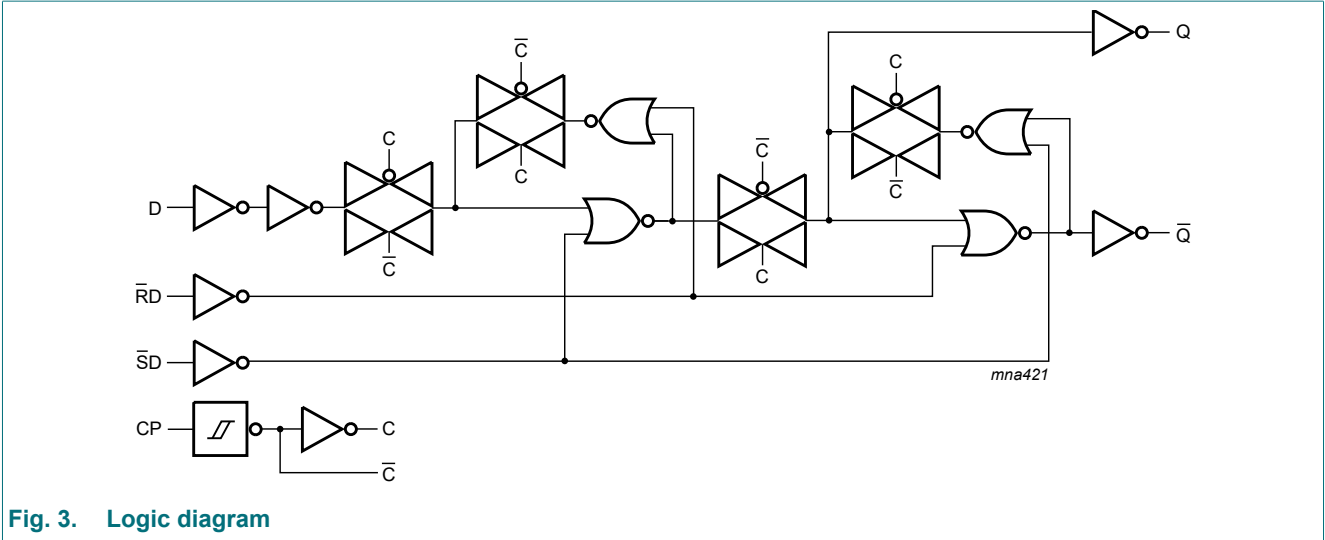 Q
C̅
C
C
C̅
D
C
C
C̅
C̅
C̅
C
Q̅
R̅D
S̅D
mna421
CP
C
C̅
Fig. 3. Logic diagram